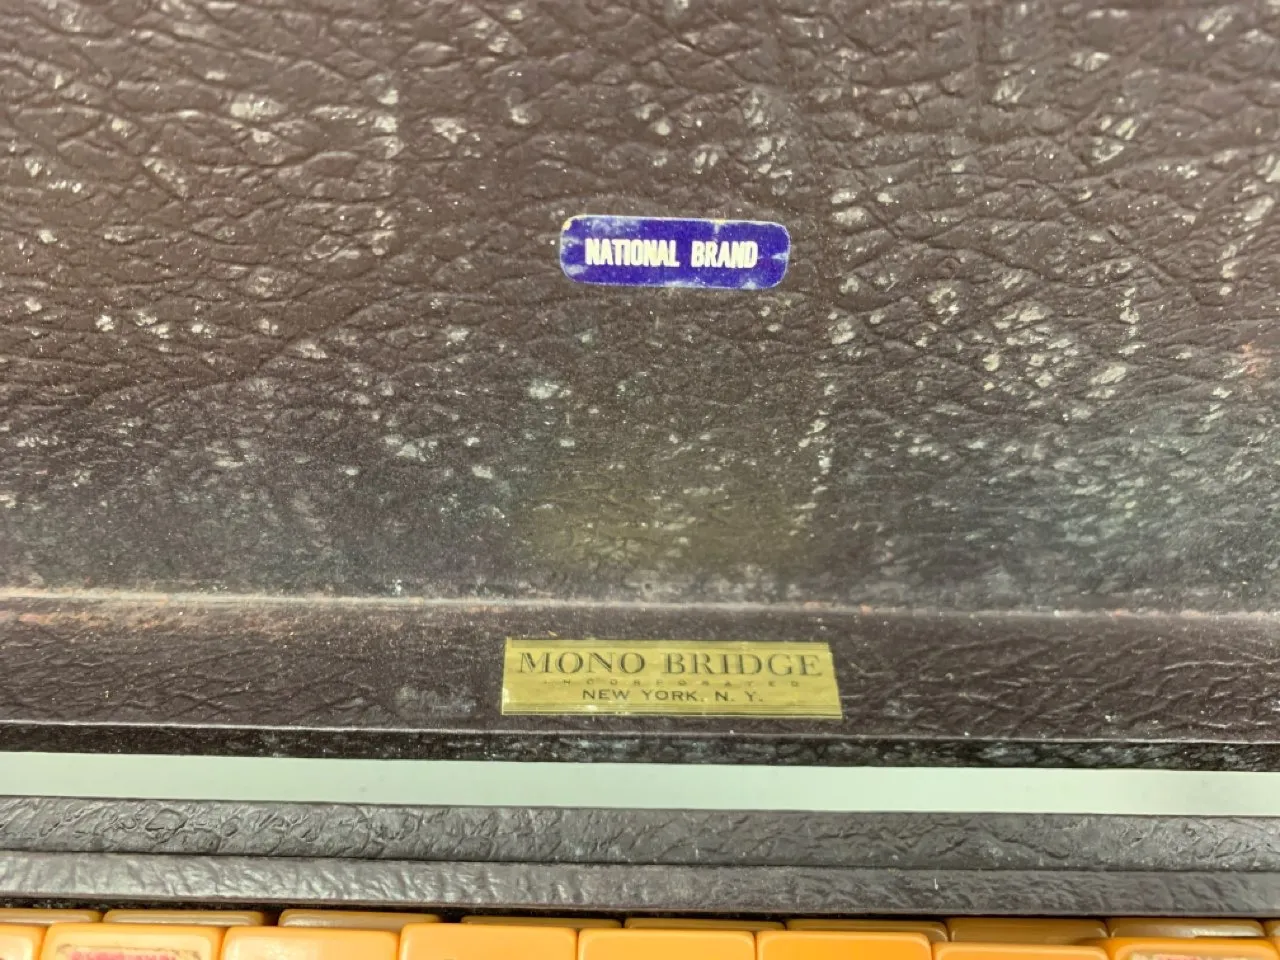 NATIONAL BRAND
MONO BRIDGE
INCORPORATED
NEW YORK, N. Y.